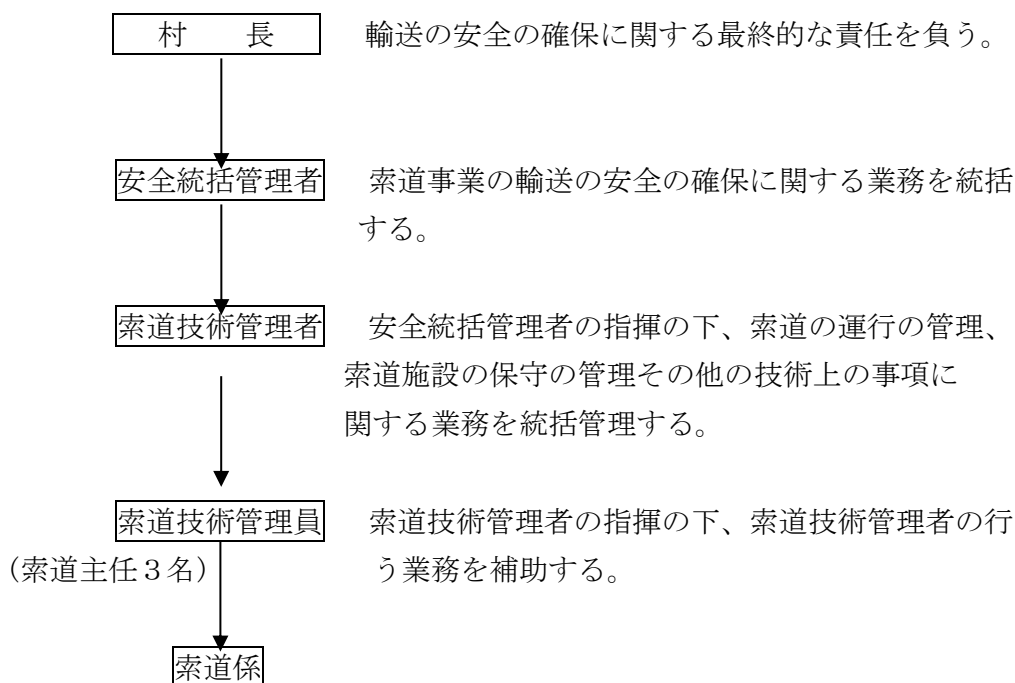 村　　長　　輸送の安全の確保に関する最終的な責任を負う。
安全統括管理者　　索道事業の輸送の安全の確保に関する業務を統括
する。
索道技術管理者　　安全統括管理者の指揮の下、索道の運行の管理、
索道施設の保守の管理その他の技術上の事項に
関する業務を統括管理する。
索道技術管理員　　索道技術管理者の指揮の下、索道技術管理者の行
（索道主任３名）　　う業務を補助する。
索道係